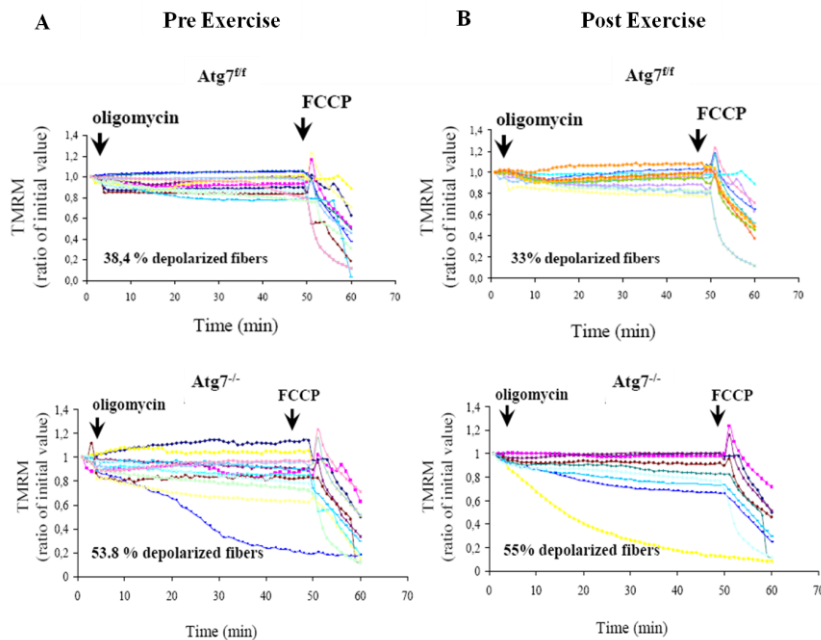 A Pre Exercise
B Post Exercise
Atg7f/f
oligomycin
FCCP
1,4
1,2
1,0
0,8
0,6
0,4
0,2
0,0
TMRM
(ratio of initial value)
38,4 % depolarized fibers
0 10 20 30 40 50 60 70
Time (min)
Atg7f/f
oligomycin
FCCP
1,4
1,2
1,0
0,8
0,6
0,4
0,2
0,0
TMRM
(ratio of initial value)
33% depolarized fibers
0 10 20 30 40 50 60 70
Time (min)
Atg7-/-
oligomycin
FCCP
1,4
1,2
1
0,8
0,6
0,4
0,2
0
TMRM
(ratio of initial value)
53.8 % depolarized fibers
0 10 20 30 40 50 60 70
Time (min)
Atg7-/-
oligomycin
FCCP
1,4
1,2
1
0,8
0,6
0,4
0,2
0
TMRM
(ratio of initial value)
55% depolarized fibers
0 10 20 30 40 50 60 70
Time (min)